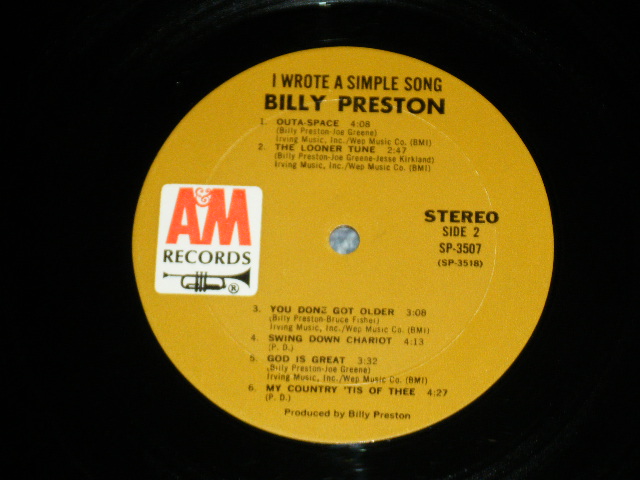 I WROTE A SIMPLE SONG
BILLY PRESTON
1. OUTA-SPACE 4:08
(Billy Preston-Joe Greene)
Irving Music, Inc./Wep Music Co. (BMI)
2. THE LOONER TUNE 2:47
(Billy Preston-Joe Greene-Jesse Kirkland)
Irving Music, Inc./Wep Music Co. (BMI)
A&M
RECORDS
®
STEREO
SIDE 2
SP-3507
(SP-3518)
3. YOU DONE GOT OLDER 3:08
(Billy Preston-Bruce Fisher)
Irving Music, Inc./Wep Music Co. (BMI)
4. SWING DOWN CHARIOT 4:13
(P. D.)
5. GOD IS GREAT 3:32
(Billy Preston-Joe Greene)
Irving Music, Inc./Wep Music Co. (BMI)
6. MY COUNTRY 'TIS OF THEE 4:27
(P. D.)
Produced by Billy Preston